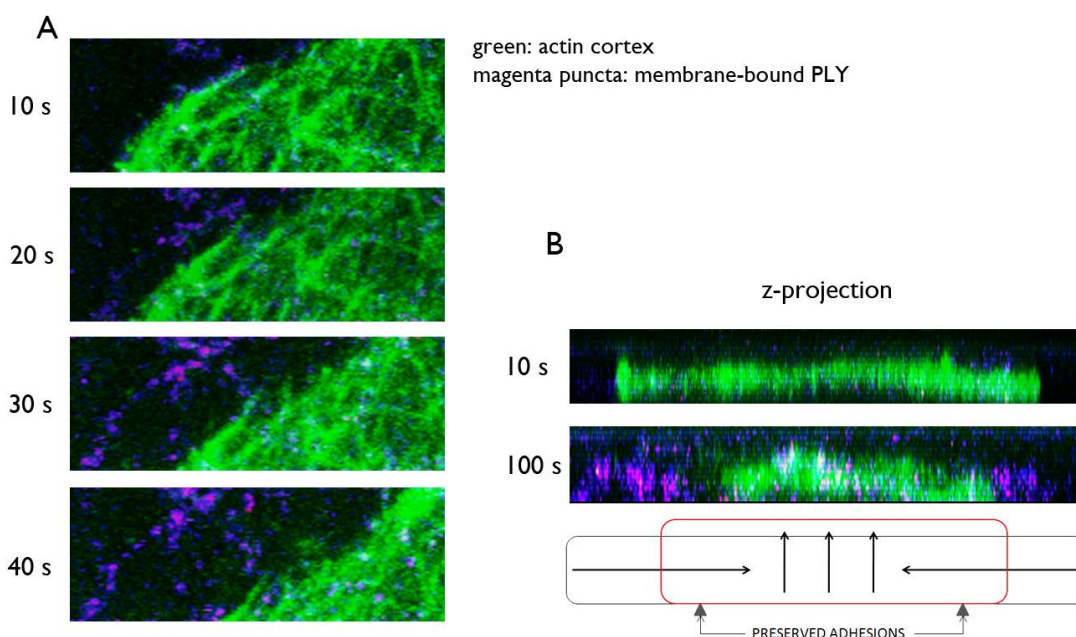 A
green: actin cortex
magenta puncta: membrane-bound PLY
10 s
20 s
30 s
40 s
B
z-projection
10 s
100 s
PRESERVED ADHESIONS